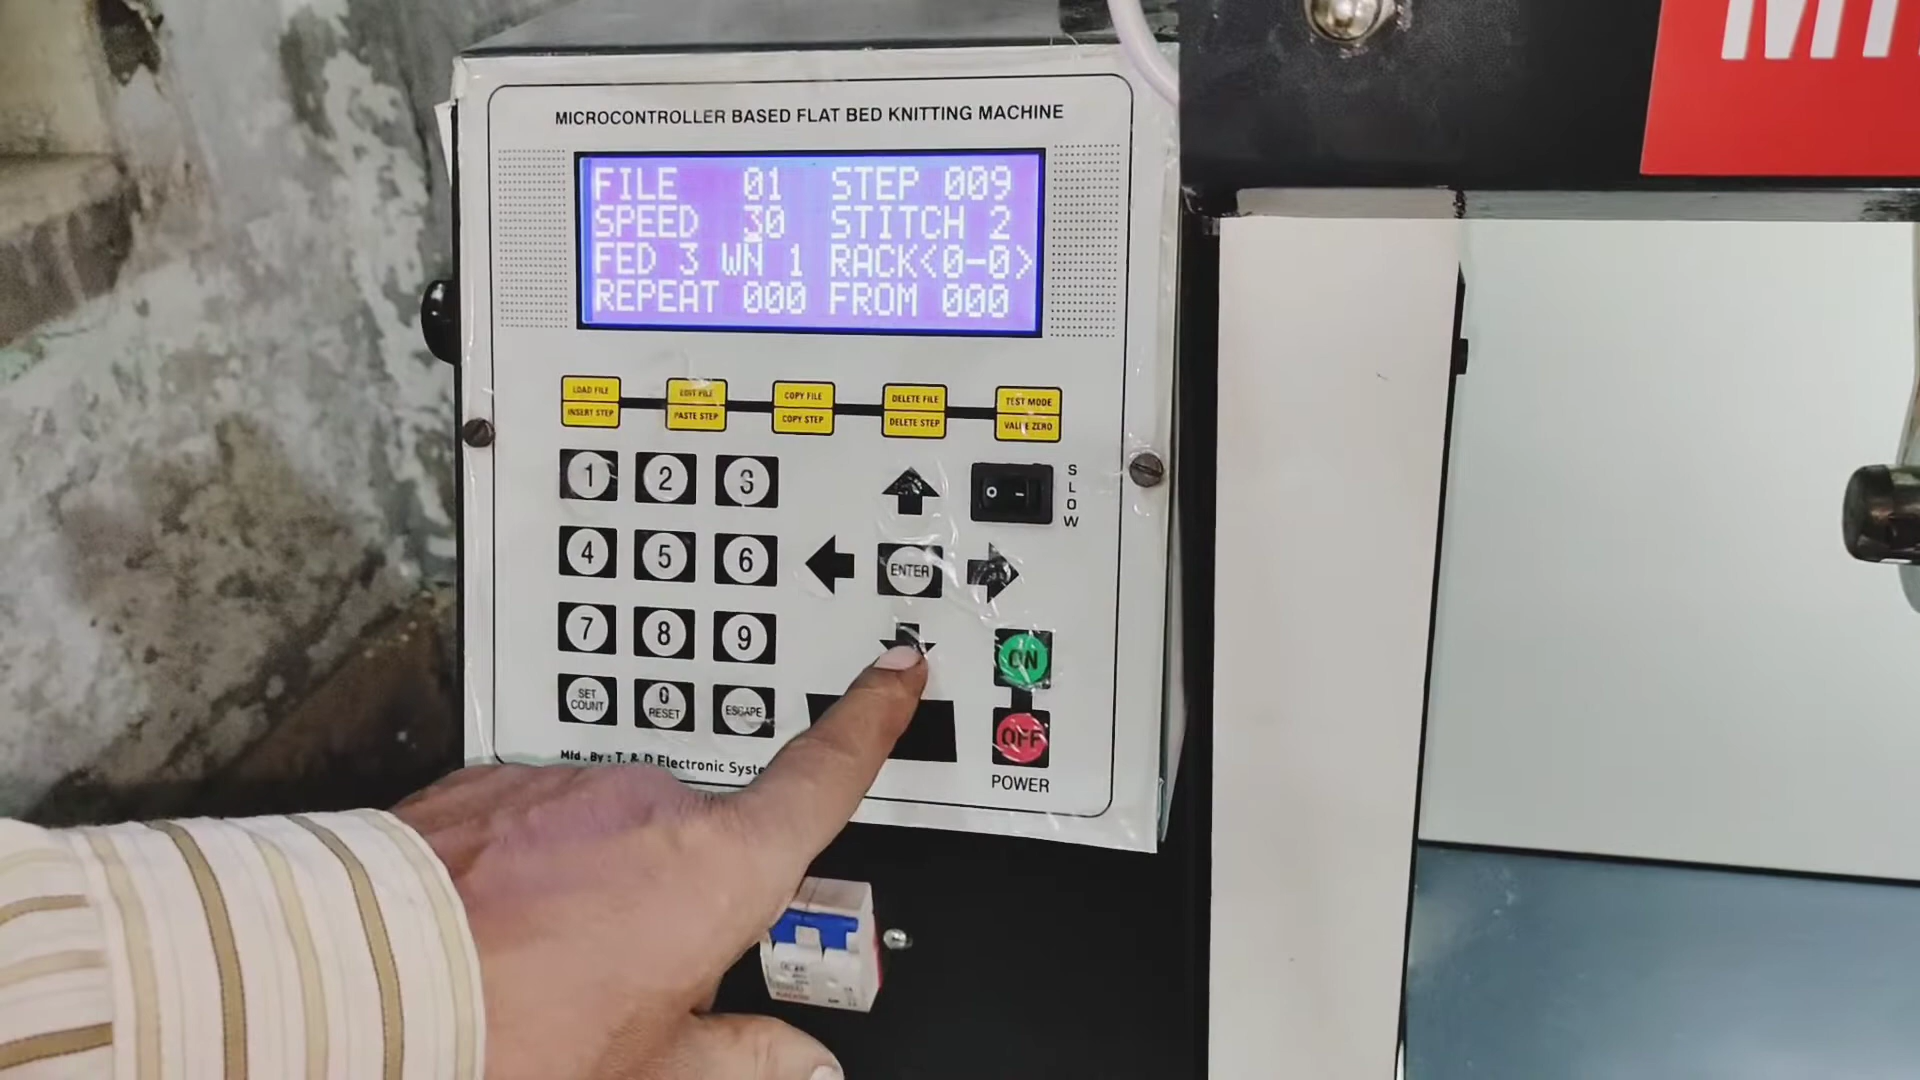 MICROCONTROLLER BASED FLAT BED KNITTING MACHINE
FILE 01 STEP 009
SPEED 30 STITCH 2
FED 3 WN 1 RACK<0-0>
REPEAT 000 FROM 000
LOAD FILE EDIT FILE COPY FILE DELETE FILE TEST MODE
INSERT STEP PASTE STEP COPY STEP DELETE STEP VALUE ZERO
1 2 3
SLOW
4 5 6 ENTER
7 8 9 ON
SET COUNT 0 RESET ESCAPE OFF
Mfd. By : T. & D Electronic Syste
POWER